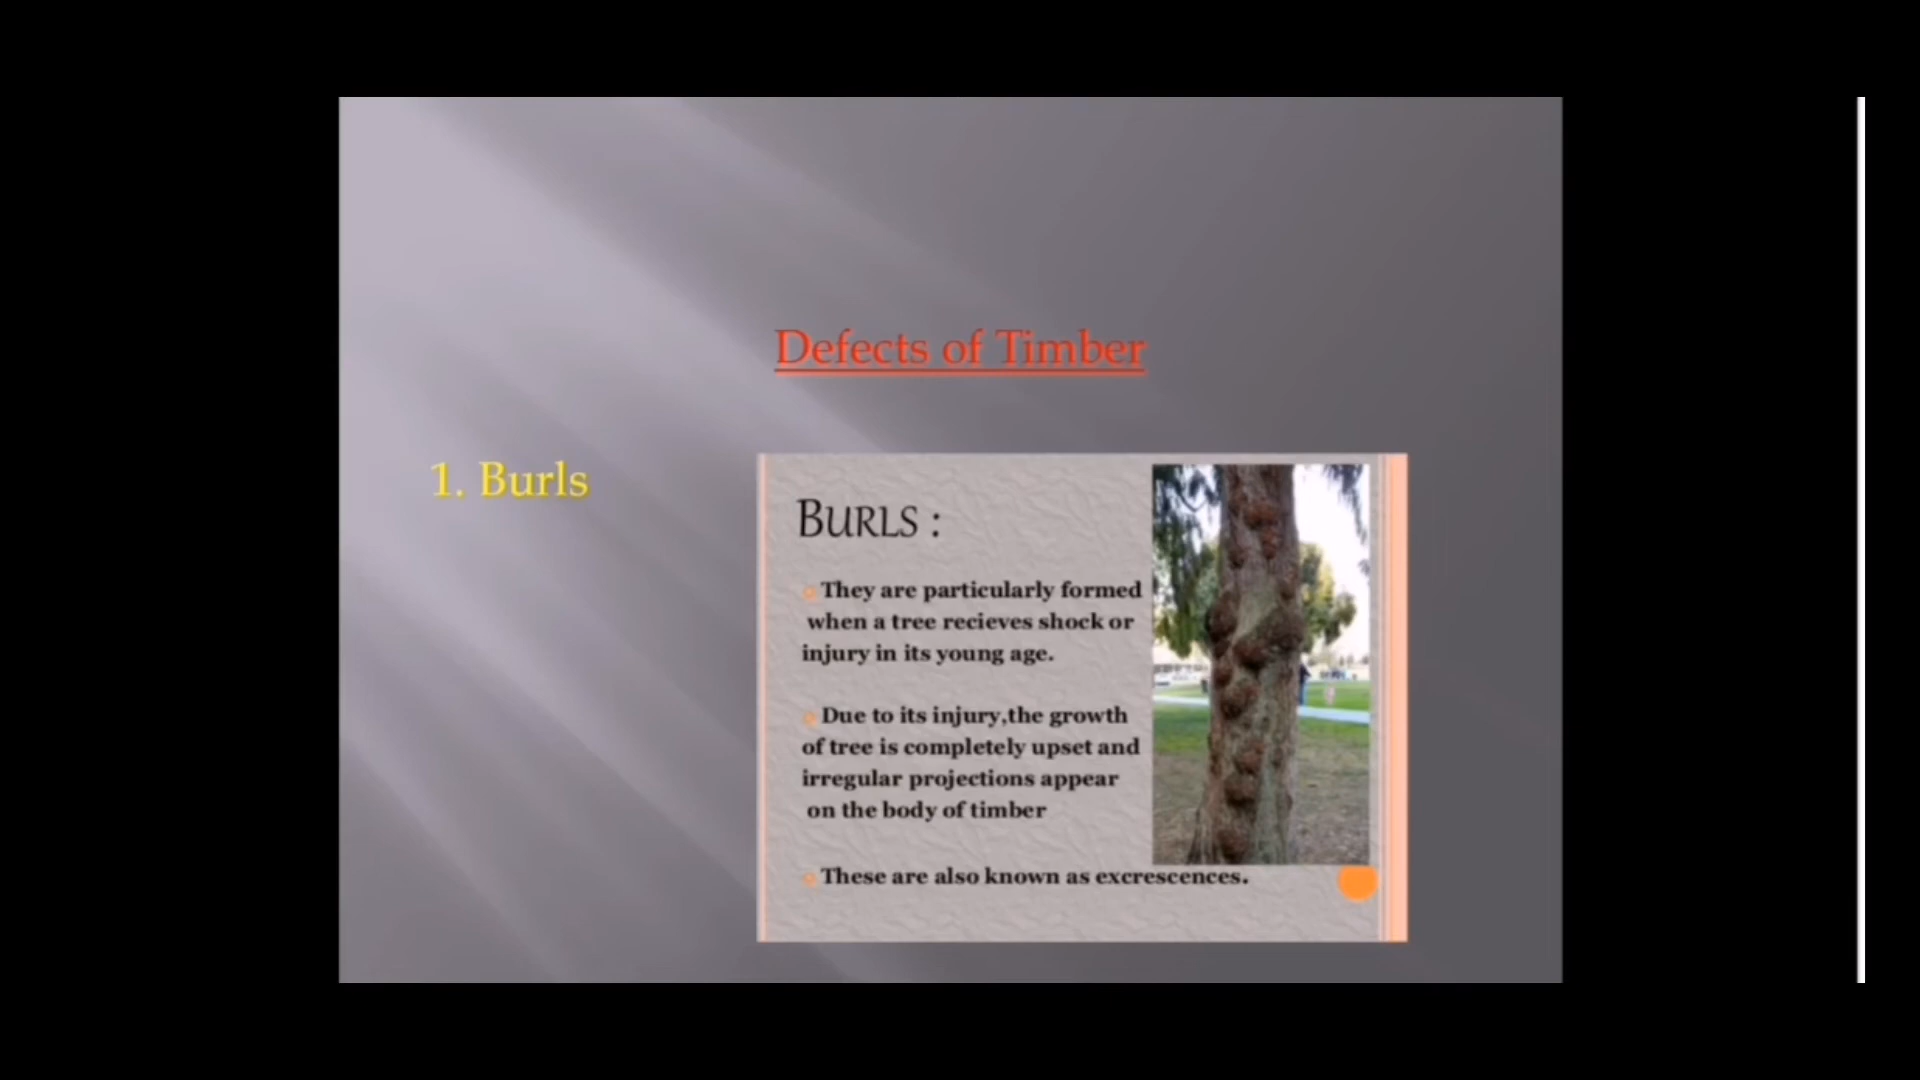 Defects of Timber
1. Burls
BURLS :
They are particularly formed
when a tree recieves shock or
injury in its young age.
Due to its injury,the growth
of tree is completely upset and
irregular projections appear
on the body of timber
These are also known as excrescences.